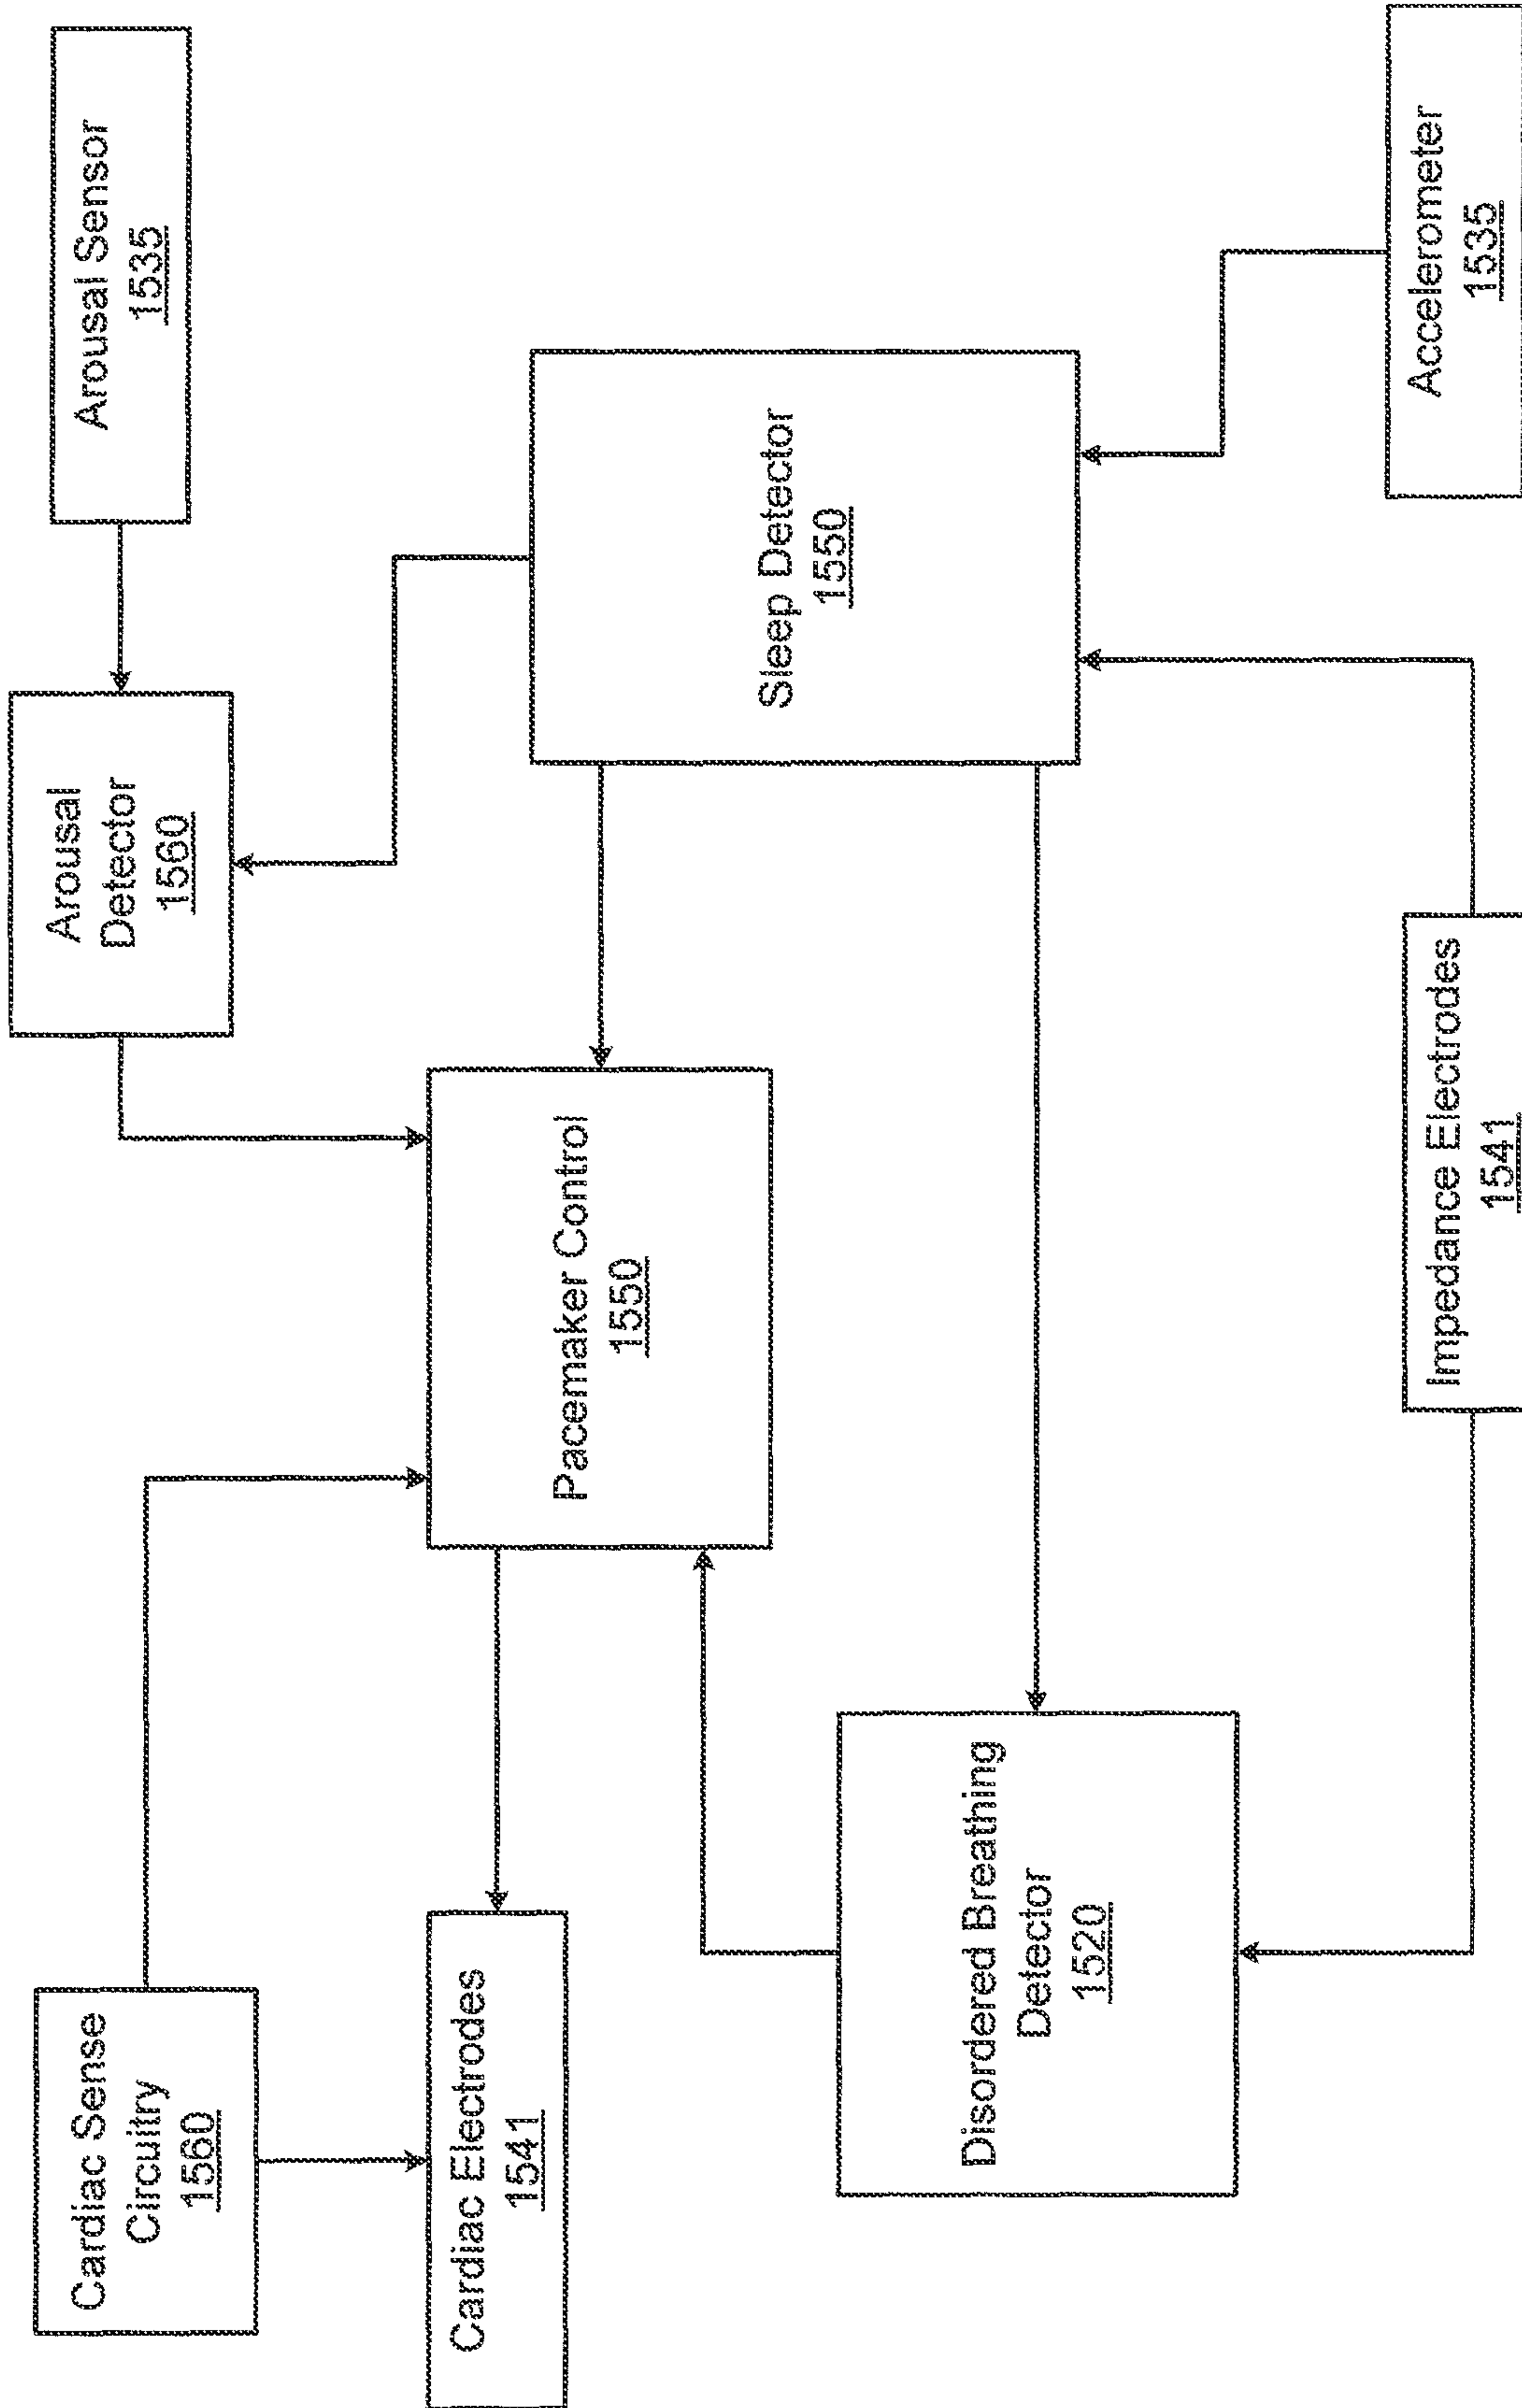 Cardiac Sense
Circuitry
1560
Cardiac Electrodes
1541
Disordered Breathing
Detector
1520
Pacemaker Control
1550
Impedance Electrodes
1541
Arousal
Detector
1560
Sleep Detector
1550
Arousal Sensor
1535
Accelerometer
1535